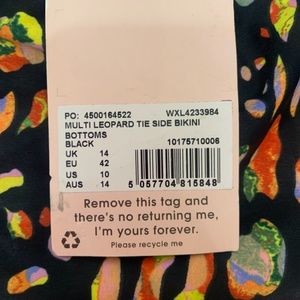 PO: 4500164522 WXL4233984
MULTI LEOPARD TIE SIDE BIKINI
BOTTOMS
BLACK 10175710006
UK 14
EU 42
US 10
AUS 14
5 057704 815848
Remove this tag and
there's no returning me,
I'm yours forever.
Please recycle me